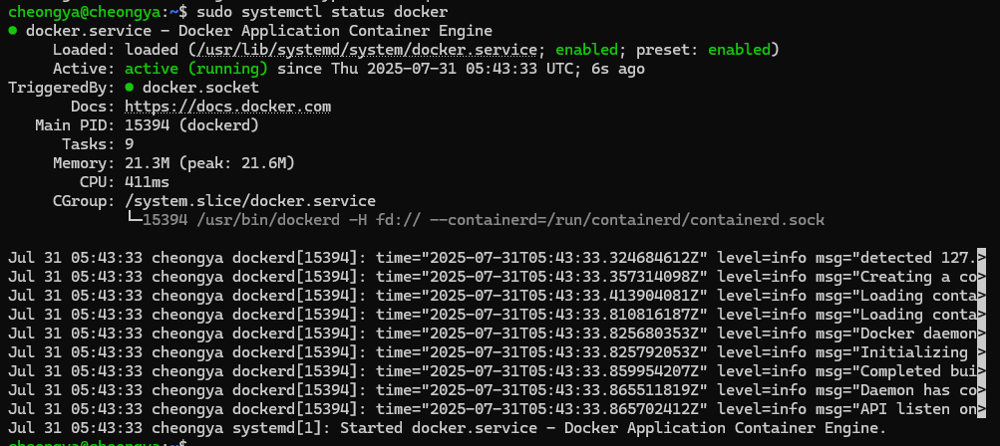 cheongya@cheongya:~$ sudo systemctl status docker
● docker.service - Docker Application Container Engine
Loaded: loaded (/usr/lib/systemd/system/docker.service; enabled; preset: enabled)
Active: active (running) since Thu 2025-07-31 05:43:33 UTC; 6s ago
TriggeredBy: ● docker.socket
Docs: https://docs.docker.com
Main PID: 15394 (dockerd)
Tasks: 9
Memory: 21.3M (peak: 21.6M)
CPU: 411ms
CGroup: /system.slice/docker.service
└─15394 /usr/bin/dockerd -H fd:// --containerd=/run/containerd/containerd.sock
Jul 31 05:43:33 cheongya dockerd[15394]: time="2025-07-31T05:43:33.324684612Z" level=info msg="detected 127.>
Jul 31 05:43:33 cheongya dockerd[15394]: time="2025-07-31T05:43:33.357314098Z" level=info msg="Creating a co>
Jul 31 05:43:33 cheongya dockerd[15394]: time="2025-07-31T05:43:33.413904081Z" level=info msg="Loading conta>
Jul 31 05:43:33 cheongya dockerd[15394]: time="2025-07-31T05:43:33.810816187Z" level=info msg="Loading conta>
Jul 31 05:43:33 cheongya dockerd[15394]: time="2025-07-31T05:43:33.825680353Z" level=info msg="Docker daemon>
Jul 31 05:43:33 cheongya dockerd[15394]: time="2025-07-31T05:43:33.825792053Z" level=info msg="Initializing >
Jul 31 05:43:33 cheongya dockerd[15394]: time="2025-07-31T05:43:33.859954207Z" level=info msg="Completed bui>
Jul 31 05:43:33 cheongya dockerd[15394]: time="2025-07-31T05:43:33.865511819Z" level=info msg="Daemon has co>
Jul 31 05:43:33 cheongya dockerd[15394]: time="2025-07-31T05:43:33.865702412Z" level=info msg="API listen on>
Jul 31 05:43:33 cheongya systemd[1]: Started docker.service - Docker Application Container Engine.
cheongya@cheongya:~$